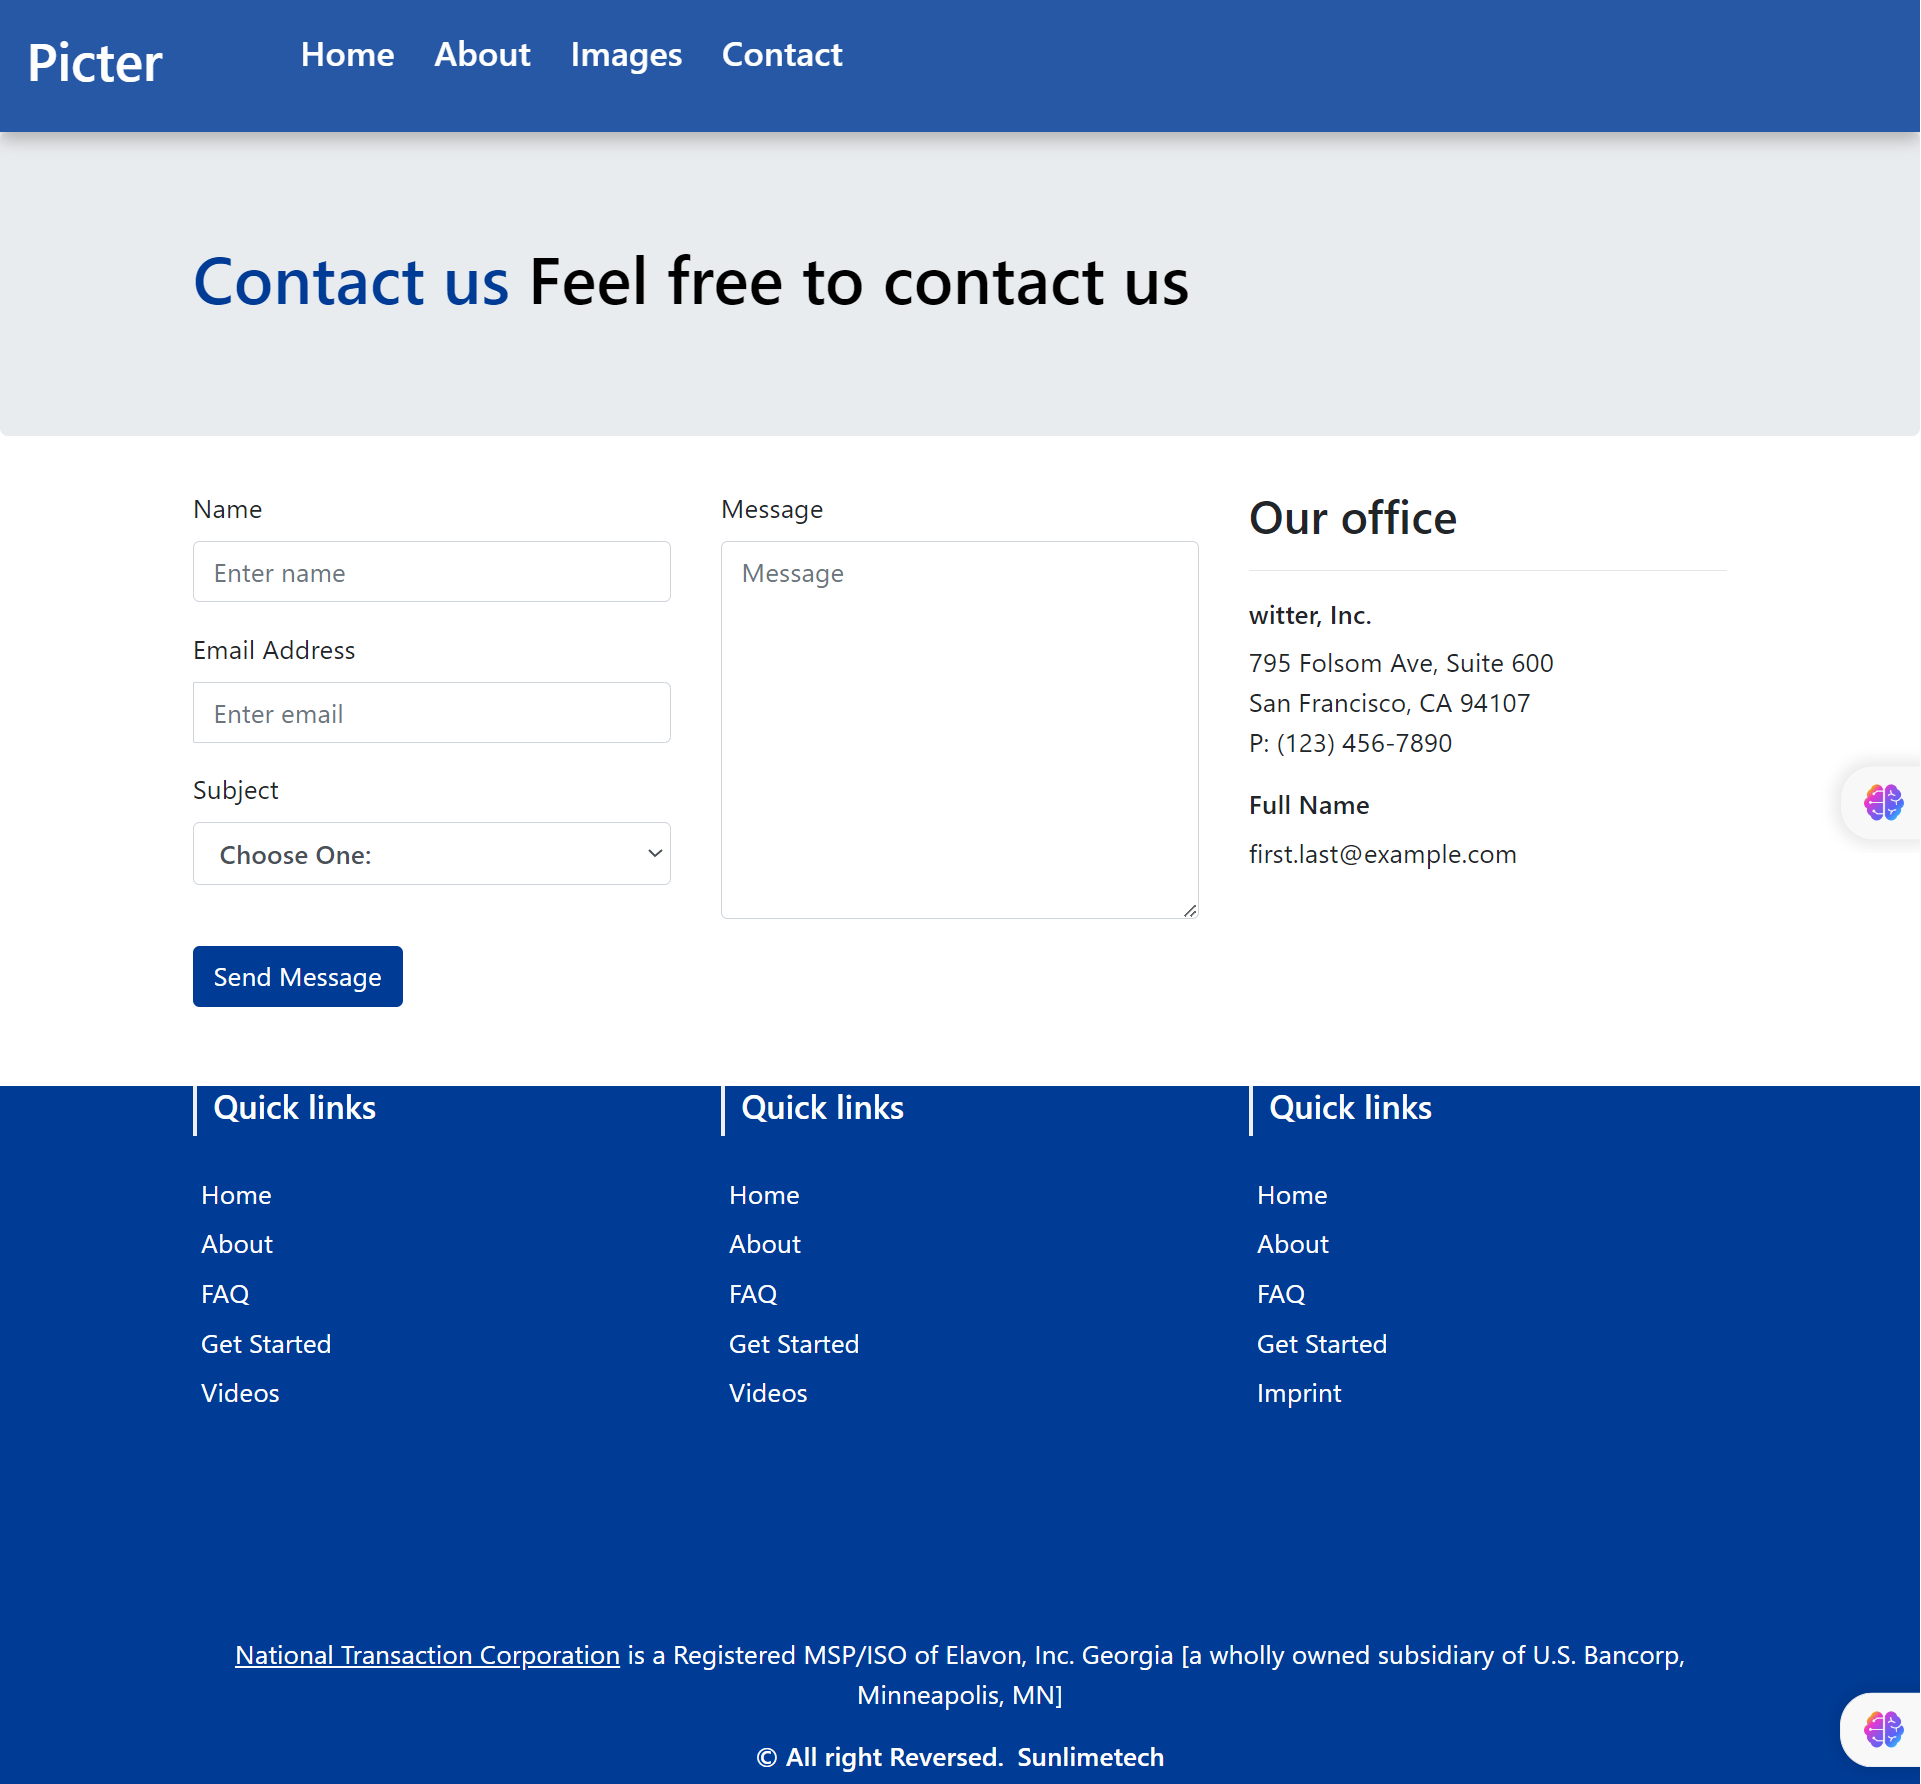 Picter
Home About Images Contact
Contact us Feel free to contact us
Name
Enter name
Email Address
Enter email
Subject
Choose One:
Send Message
Message
Message
Our office
witter, Inc.
795 Folsom Ave, Suite 600
San Francisco, CA 94107
P: (123) 456-7890
Full Name
first.last@example.com
Quick links
Home
About
FAQ
Get Started
Videos
Quick links
Home
About
FAQ
Get Started
Videos
Quick links
Home
About
FAQ
Get Started
Imprint
National Transaction Corporation is a Registered MSP/ISO of Elavon, Inc. Georgia [a wholly owned subsidiary of U.S. Bancorp,
Minneapolis, MN]
© All right Reversed. Sunlimetech